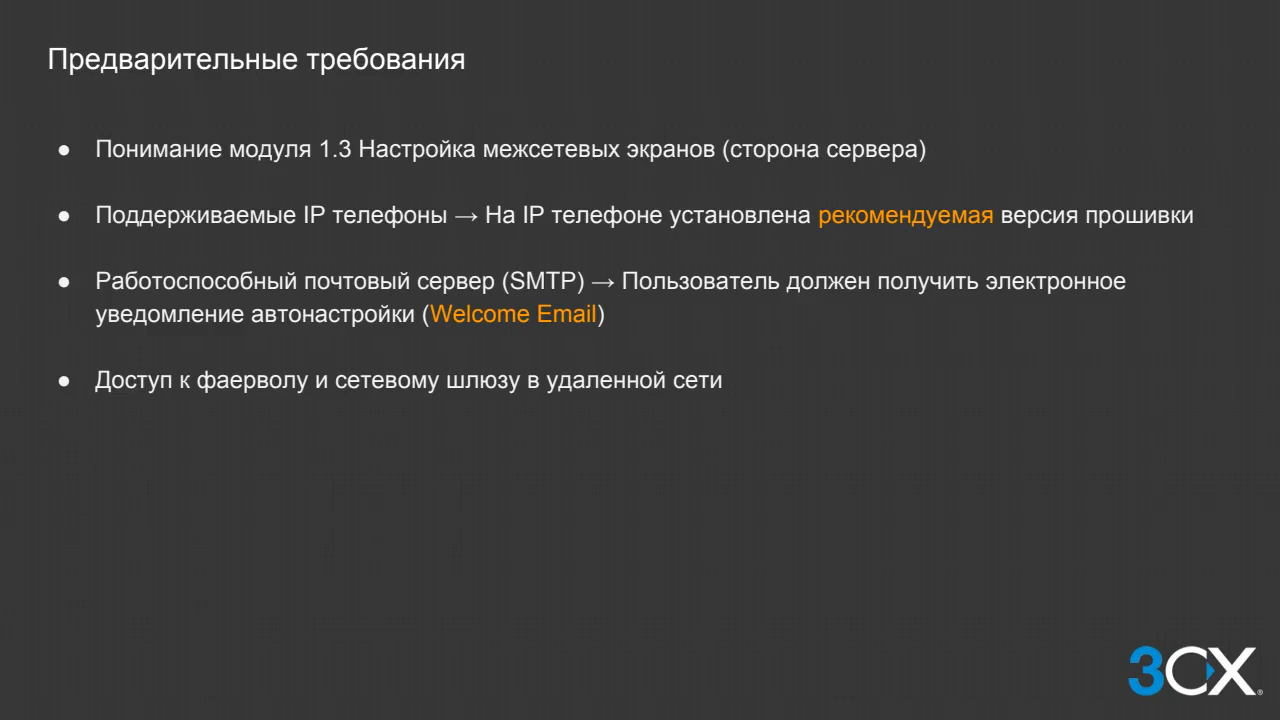 Предварительные требования
● Понимание модуля 1.3 Настройка межсетевых экранов (сторона сервера)
● Поддерживаемые IP телефоны → На IP телефоне установлена рекомендуемая версия прошивки
● Работоспособный почтовый сервер (SMTP) → Пользователь должен получить электронное
уведомление автонастройки (Welcome Email)
● Доступ к фаерволу и сетевому шлюзу в удаленной сети
3CX®